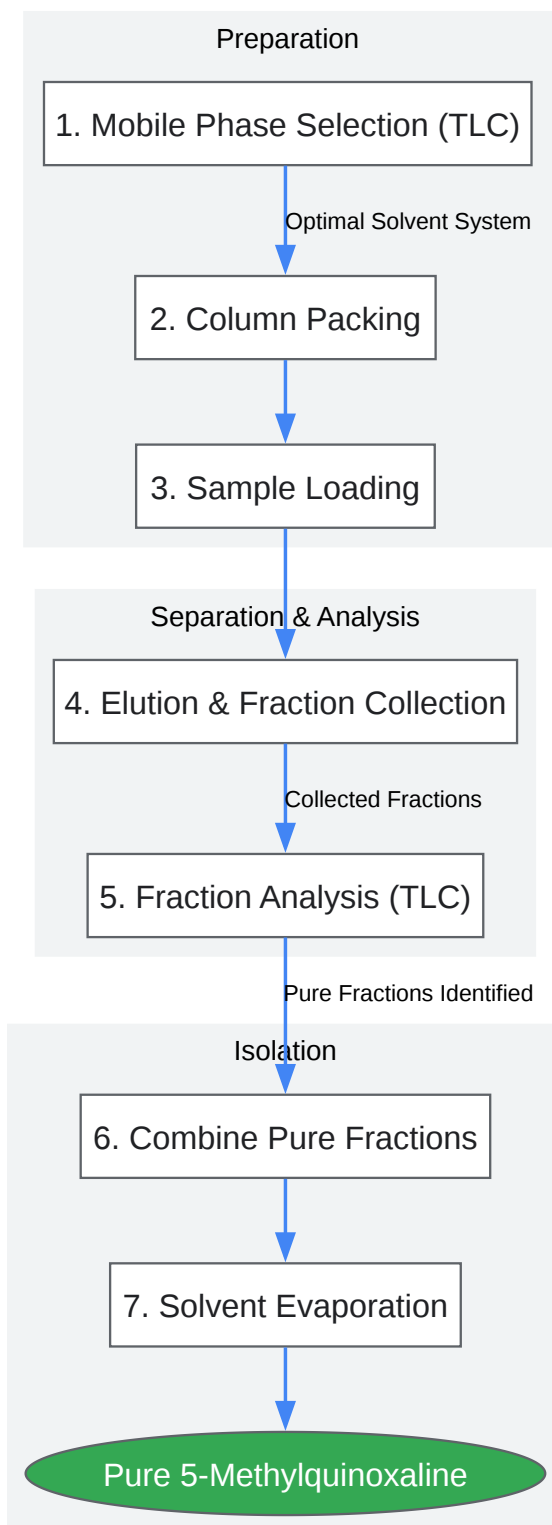 Preparation
1. Mobile Phase Selection (TLC)
Optimal Solvent System
2. Column Packing
3. Sample Loading
Separation & Analysis
4. Elution & Fraction Collection
Collected Fractions
5. Fraction Analysis (TLC)
Pure Fractions Identified
Isolation
6. Combine Pure Fractions
7. Solvent Evaporation
Pure 5-Methylquinoxaline